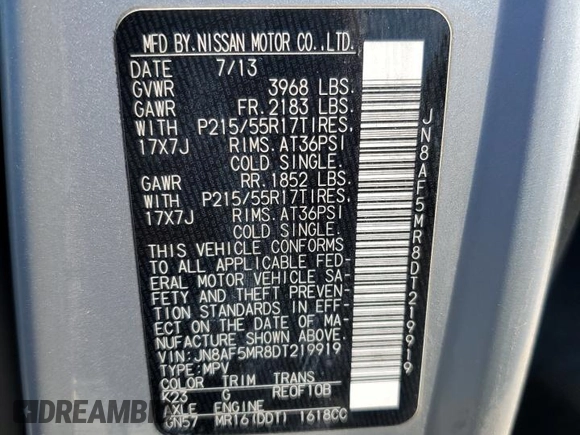 MFD BY.NISSAN MOTOR CO.,LTD.
DATE 7/13
GVWR 3968 LBS.
GAWR FR. 2183 LBS.
WITH P215/55R17TIRES.
17X7J RIMS. AT36PSI
COLD SINGLE.
GAWR RR. 1852 LBS.
WITH P215/55R17TIRES.
17X7J RIMS. AT36PSI
COLD SINGLE.
THIS VEHICLE CONFORMS
TO ALL APPLICABLE FED-
ERAL MOTOR VEHICLE SA-
FETY AND THEFT PREVEN-
TION STANDARDS IN EFF-
ECT ON THE DATE OF MA-
NUFACTURE SHOWN ABOVE.
VIN: JN8AF5MR8DT219919
TYPE: MPV
COLOR TRIM TRANS
K23 G RE0F10B
AXLE ENGINE
GN57 MR16(DDT) 1618CC
JN8AF5MR8DT219919
DREAMBID